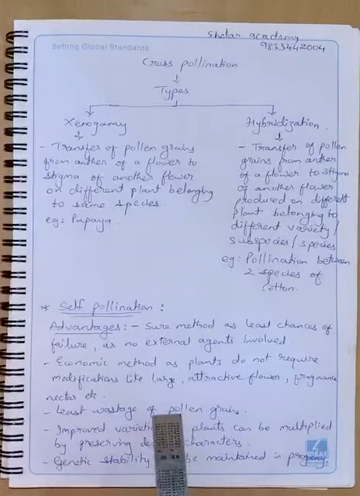 Sholar academy
9833442004
Setting Global Standards
Cross pollination
Types
Xenogamy
- Transfer of pollen grains
from anther of a flower to
stigma of another flower
on different plant belonging
to same species.
eg: Papaya.
Hybridization.
- Transfer of pollen
grains from anther
of a flower to stigma
of another flower
produced on different
plant belonging to
different variety/
subspecies/ species
eg: Pollination between
2 species of
cotton.
* Self pollination :
Advantages: - Sure method as least chances of
failure, as no external agents involved
- Economic method as plants do not require
modifications like large, attractive flower, fragnance,
nectar etc.
- Least wastage of pollen grains.
- Improved plants can be multiplied
by preserving characters.
- Genetic stability be maintained in progeny
IDEAL